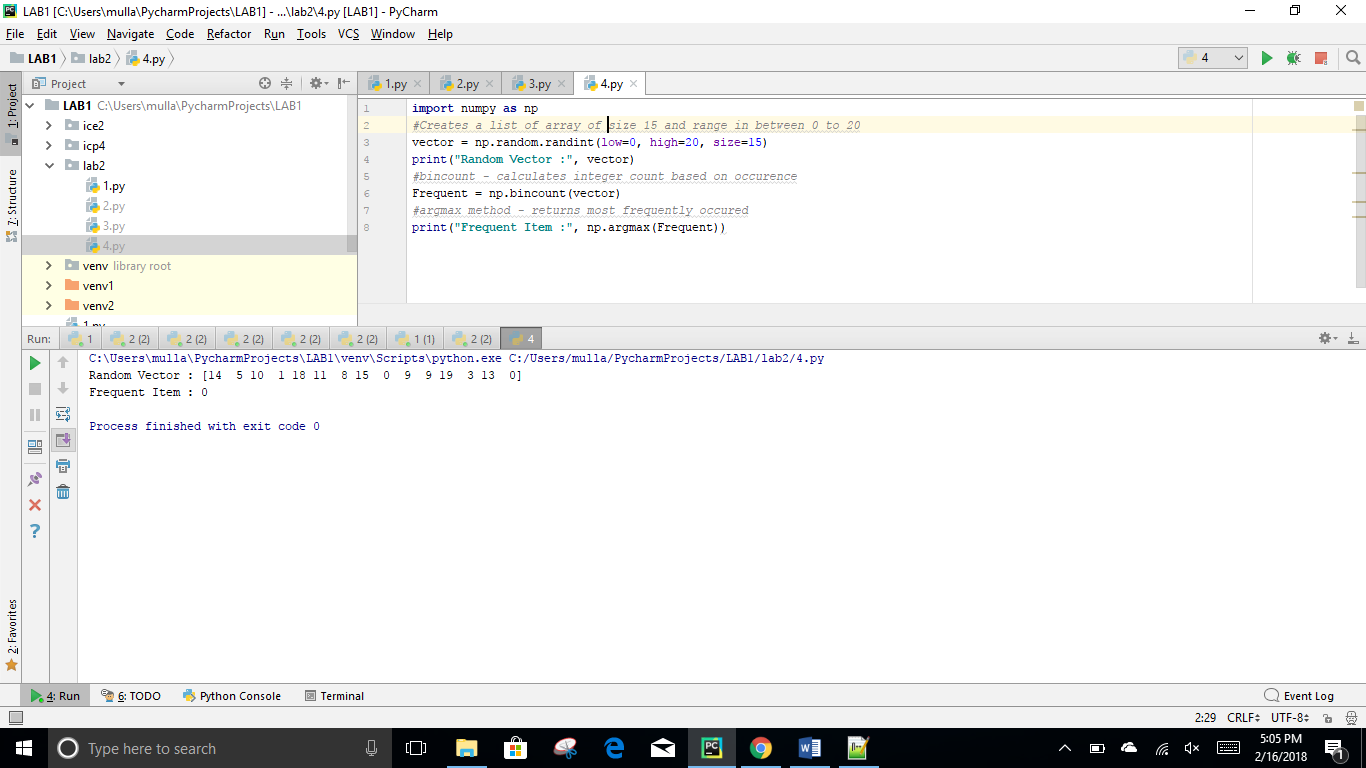 LAB1 [C:\Users\mulla\PycharmProjects\LAB1] - ...\lab2\4.py [LAB1] - PyCharm
File Edit View Navigate Code Refactor Run Tools VCS Window Help
LAB1 lab2 4.py
4
1: Project
7: Structure
2: Favorites
Project
LAB1 C:\Users\mulla\PycharmProjects\LAB1
ice2
icp4
lab2
1.py
2.py
3.py
4.py
venv library root
venv1
venv2
1.py
1.py 2.py 3.py 4.py
1 import numpy as np
2 #Creates a list of array of size 15 and range in between 0 to 20
3 vector = np.random.randint(low=0, high=20, size=15)
4 print("Random Vector :", vector)
5 #bincount - calculates integer count based on occurence
6 Frequent = np.bincount(vector)
7 #argmax method - returns most frequently occured
8 print("Frequent Item :", np.argmax(Frequent))
Run: 1 2 (2) 2 (2) 2 (2) 2 (2) 2 (2) 1 (1) 2 (2) 4
C:\Users\mulla\PycharmProjects\LAB1\venv\Scripts\python.exe C:/Users/mulla/PycharmProjects/LAB1/lab2/4.py
Random Vector : [14  5 10  1 18 11  8 15  0  9  9 19  3 13  0]
Frequent Item : 0
Process finished with exit code 0
4: Run 6: TODO Python Console Terminal Event Log
2:29 CRLF UTF-8
Type here to search
5:05 PM
2/16/2018
1